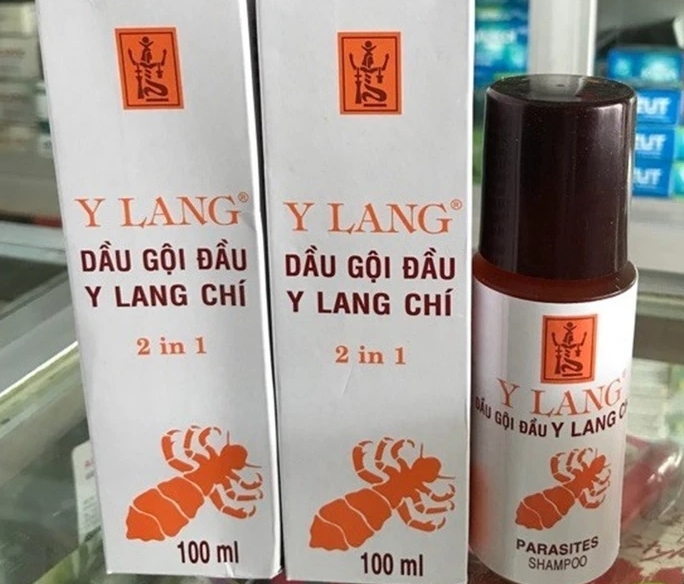 Y LANG®
DẦU GỘI ĐẦU
Y LANG CHÍ
2 in 1
100 ml
Y LANG®
DẦU GỘI ĐẦU
Y LANG CHÍ
2 in 1
100 ml
Y LANG®
DẦU GỘI ĐẦU Y LANG
PARASITES
SHAMPOO